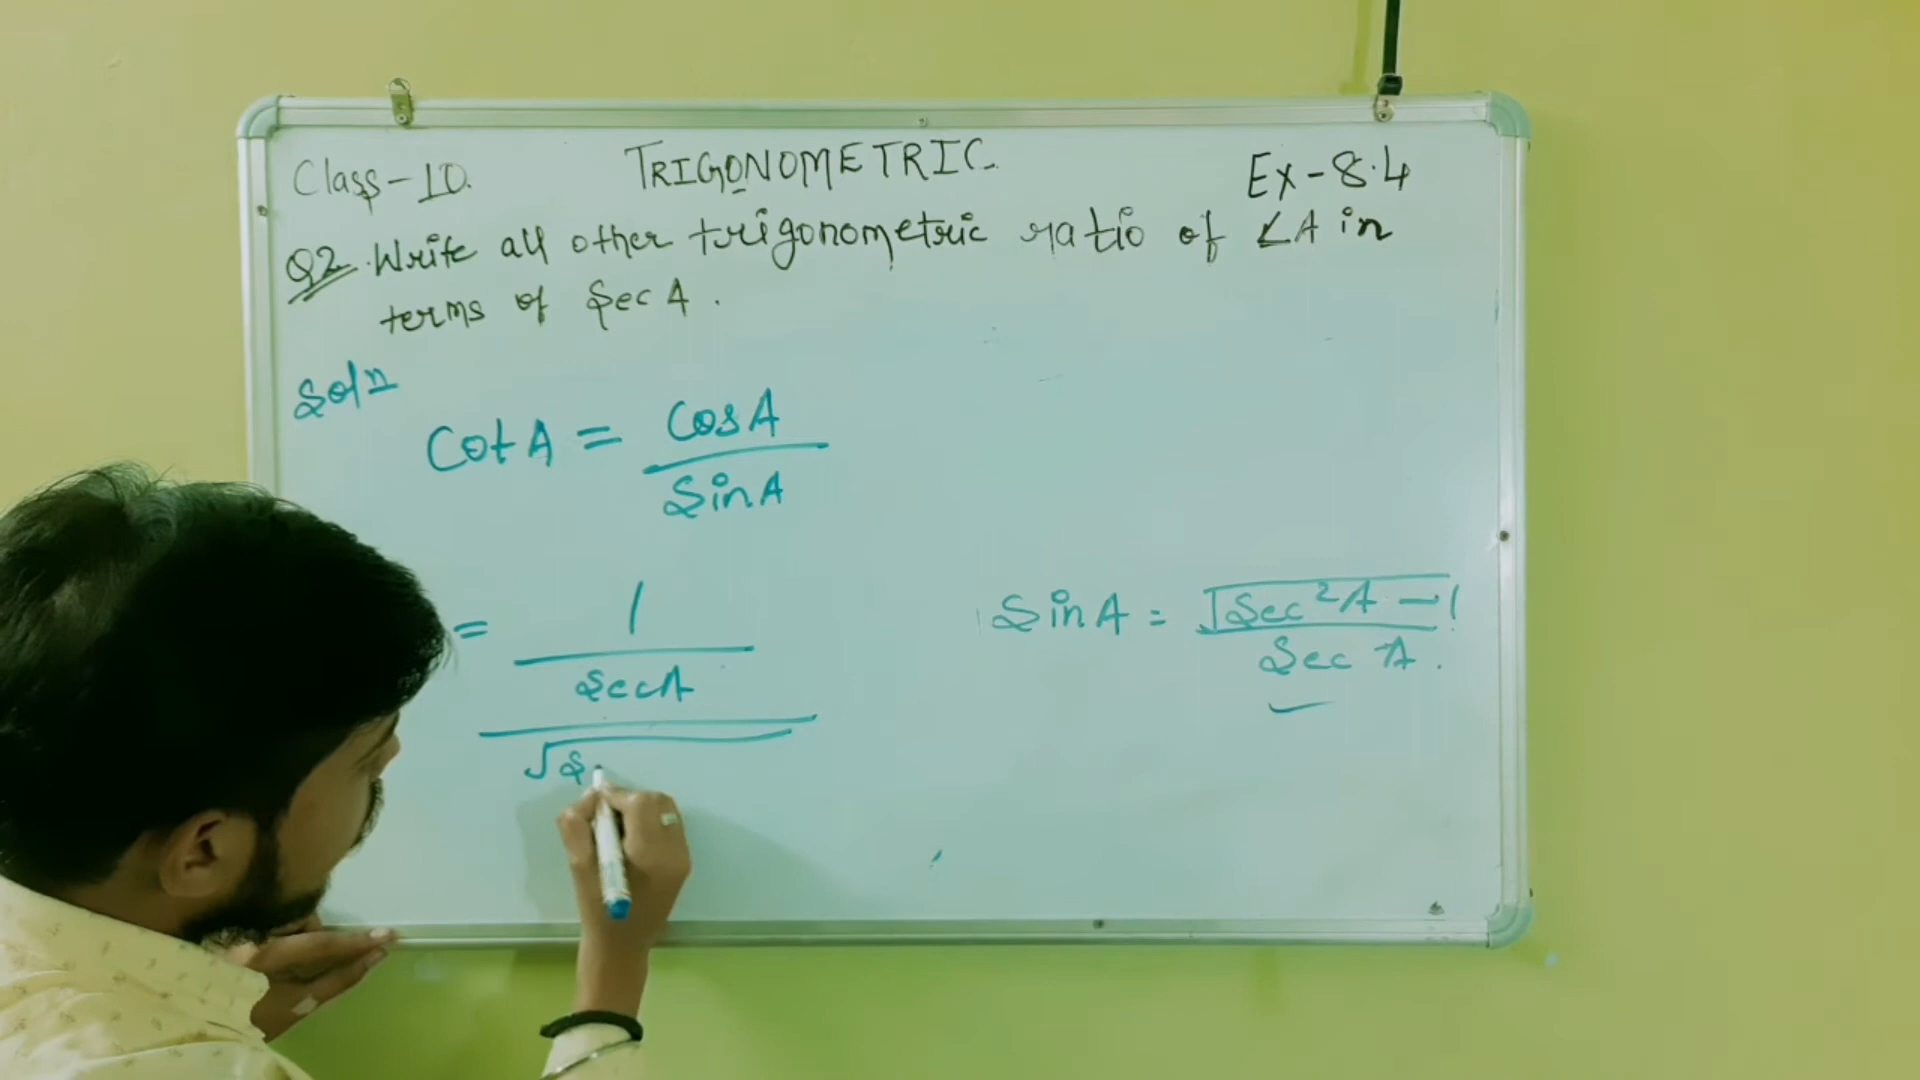 Class-10.
TRIGONOMETRIC
Ex-8.4
Q2. Write all other trigonometric ratio of ∠A in
terms of Sec A.
Soln
Cot A = Cos A / Sin A
= 1 / Sec A
√S
Sin A = √Sec²A - 1 / Sec A.